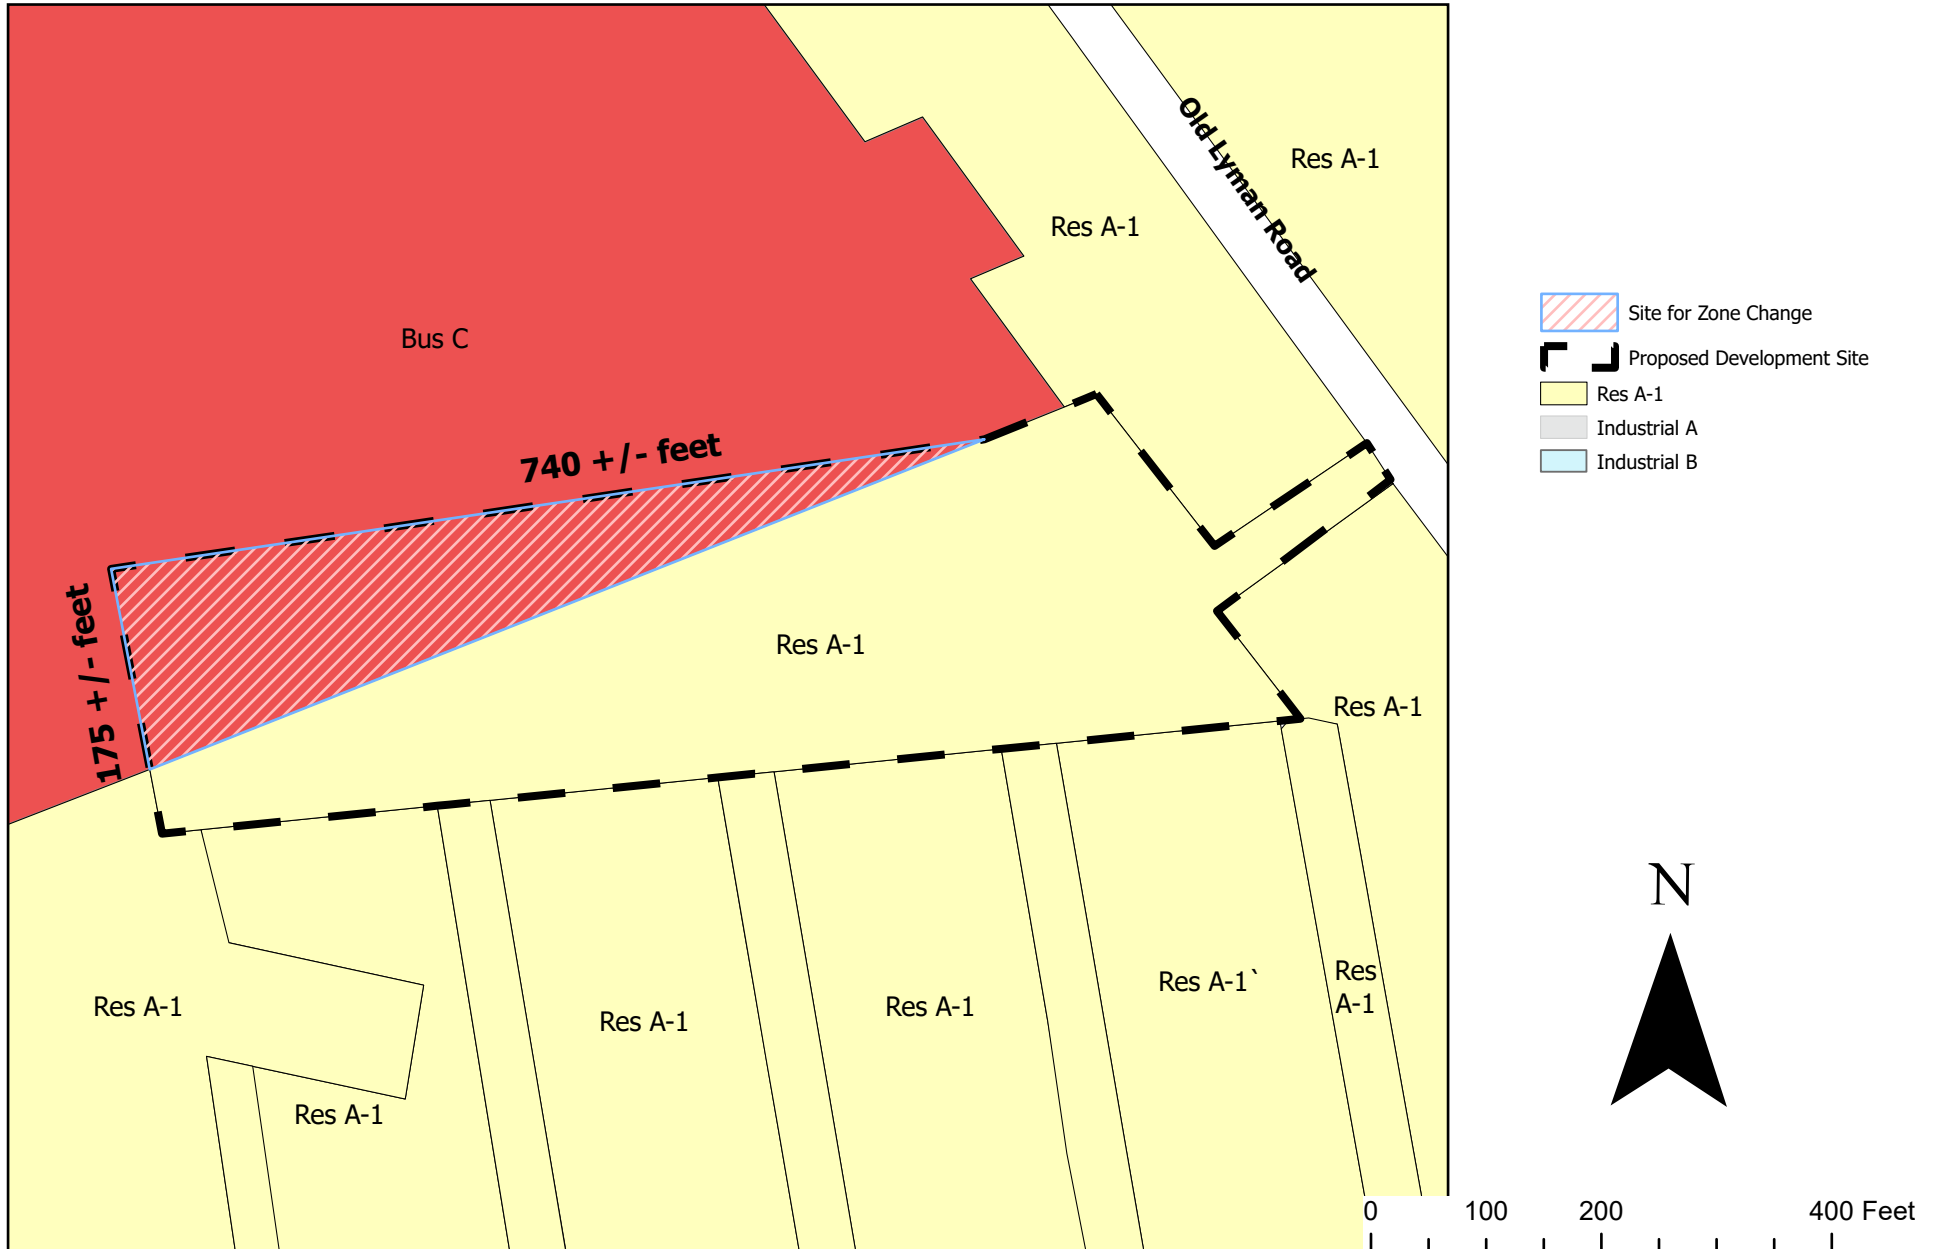 Old Lyman Road
Res A-1
Res A-1
Bus C
740 +/- feet
175 +/- feet
Res A-1
Res A-1
Res A-1
Res A-1
Res A-1
Res A-1
Res A-1`
Res
A-1
Site for Zone Change
Proposed Development Site
Res A-1
Industrial A
Industrial B
N
0 100 200 400 Feet